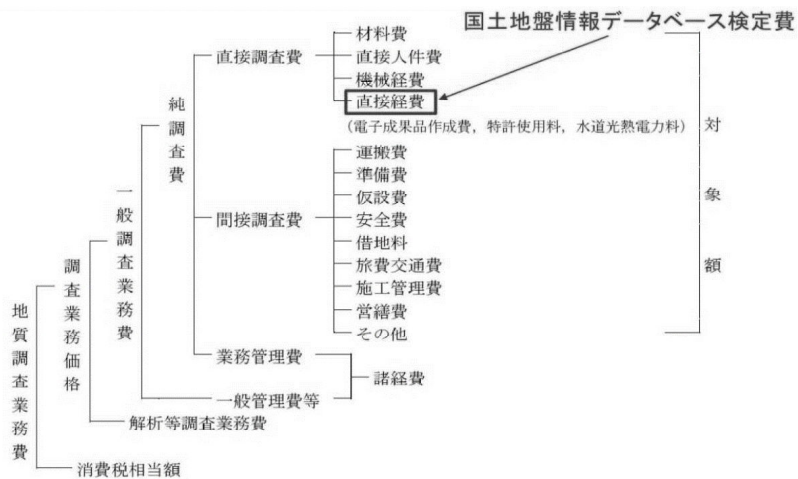 国土地盤情報データベース検定費
材料費
直接調査費
直接人件費
機械経費
直接経費
(電子成果品作成費，特許使用料，水道光熱電力料)
運搬費
準備費
仮設費
間接調査費
安全費
借地料
旅費交通費
施工管理費
営繕費
その他
対象額
純調査費
業務管理費
諸経費
一般管理費等
一般調査業務費
解析等調査業務費
調査業務価格
消費税相当額
地質調査業務費